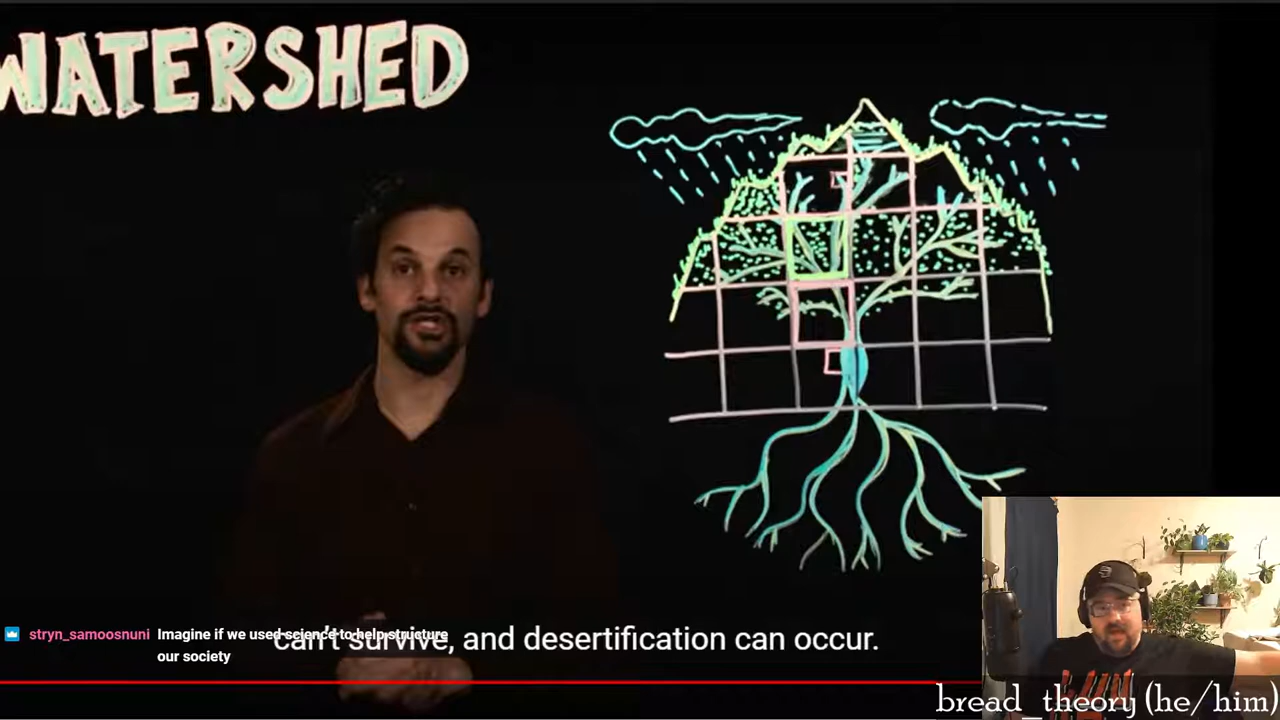 WATERSHED
stryn_samoosnuni Imagine if we used science to help structure
our society
can't survive, and desertification can occur.
bread_theory (he/him)